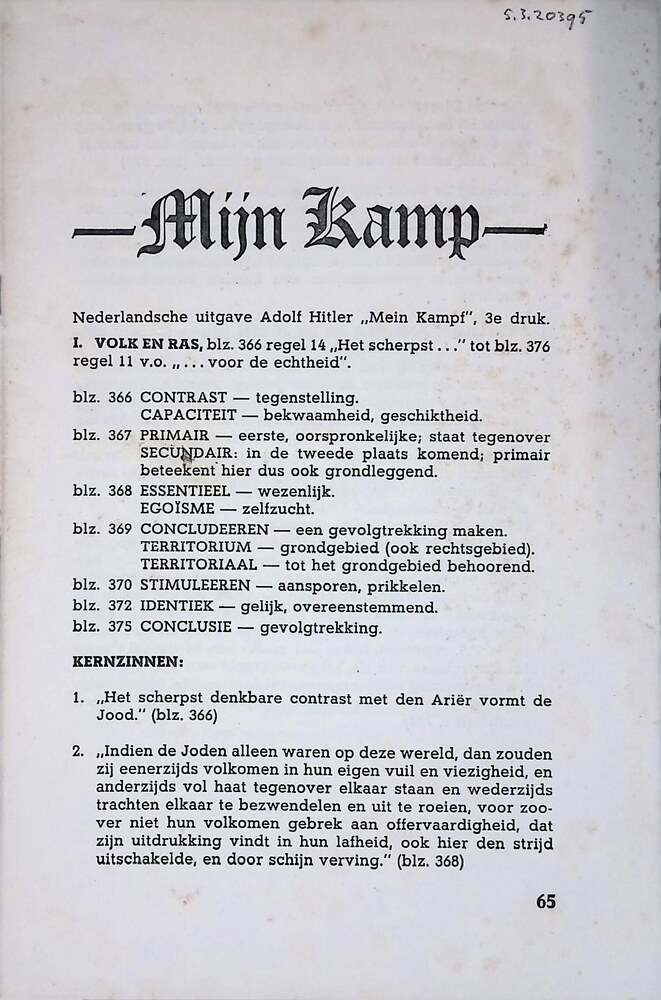 5.3.20395
—Mijn Kamp—
Nederlandsche uitgave Adolf Hitler „Mein Kampf", 3e druk.
I. VOLK EN RAS, blz. 366 regel 14 „Het scherpst . . ." tot blz. 376
regel 11 v.o. „ . . . voor de echtheid".
blz. 366 CONTRAST — tegenstelling.
CAPACITEIT — bekwaamheid, geschiktheid.
blz. 367 PRIMAIR — eerste, oorspronkelijke; staat tegenover
SECUNDAIR: in de tweede plaats komend; primair
beteekent hier dus ook grondleggend.
blz. 368 ESSENTIEEL — wezenlijk.
EGOÏSME — zelfzucht.
blz. 369 CONCLUDEEREN — een gevolgtrekking maken.
TERRITORIUM — grondgebied (ook rechtsgebied).
TERRITORIAAL — tot het grondgebied behoorend.
blz. 370 STIMULEEREN — aansporen, prikkelen.
blz. 372 IDENTIEK — gelijk, overeenstemmend.
blz. 375 CONCLUSIE — gevolgtrekking.
KERNZINNEN:
1. „Het scherpst denkbare contrast met den Ariër vormt de
Jood." (blz. 366)
2. „Indien de Joden alleen waren op deze wereld, dan zouden
zij eenerzijds volkomen in hun eigen vuil en viezigheid, en
anderzijds vol haat tegenover elkaar staan en wederzijds
trachten elkaar te bezwendelen en uit te roeien, voor zoo-
ver niet hun volkomen gebrek aan offervaardigheid, dat
zijn uitdrukking vindt in hun lafheid, ook hier den strijd
uitschakelde, en door schijn verving." (blz. 368)
65